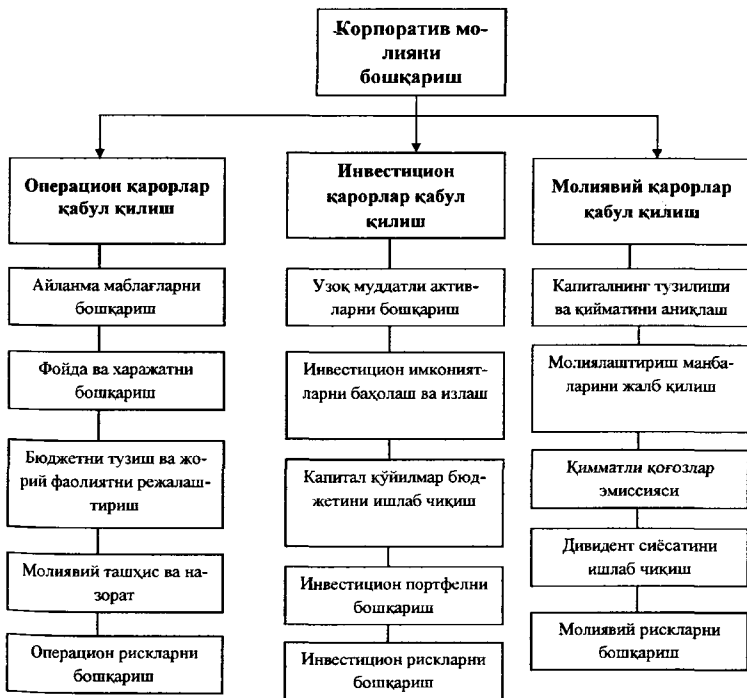 Корпоратив мо-
лияни
бошқариш
Операцион қарорлар
қабул қилиш
Айланма маблағларни
бошқариш
Фойда ва харажатни
бошқариш
Бюджетни тузиш ва жо-
рий фаолиятни режалаш-
тириш
Молиявий ташҳис ва на-
зорат
Операцион рискларни
бошқариш
Инвестицион
қарорлар қабул
қилиш
Узоқ муддатли актив-
ларни бошқариш
Инвестицион имконият-
ларни баҳолаш ва излаш
Капитал қўйилмар бюд-
жетини ишлаб чиқиш
Инвестицион портфелни
бошқариш
Инвестицион рискларни
бошқариш
Молиявий қарорлар
қабул қилиш
Капиталнинг тузилиши
ва қийматини аниқлаш
Молиялаштириш манба-
ларини жалб қилиш
Қимматли қоғозлар
эмиссияси
Дивидент сиёсатини
ишлаб чиқиш
Молиявий рискларни
бошқариш